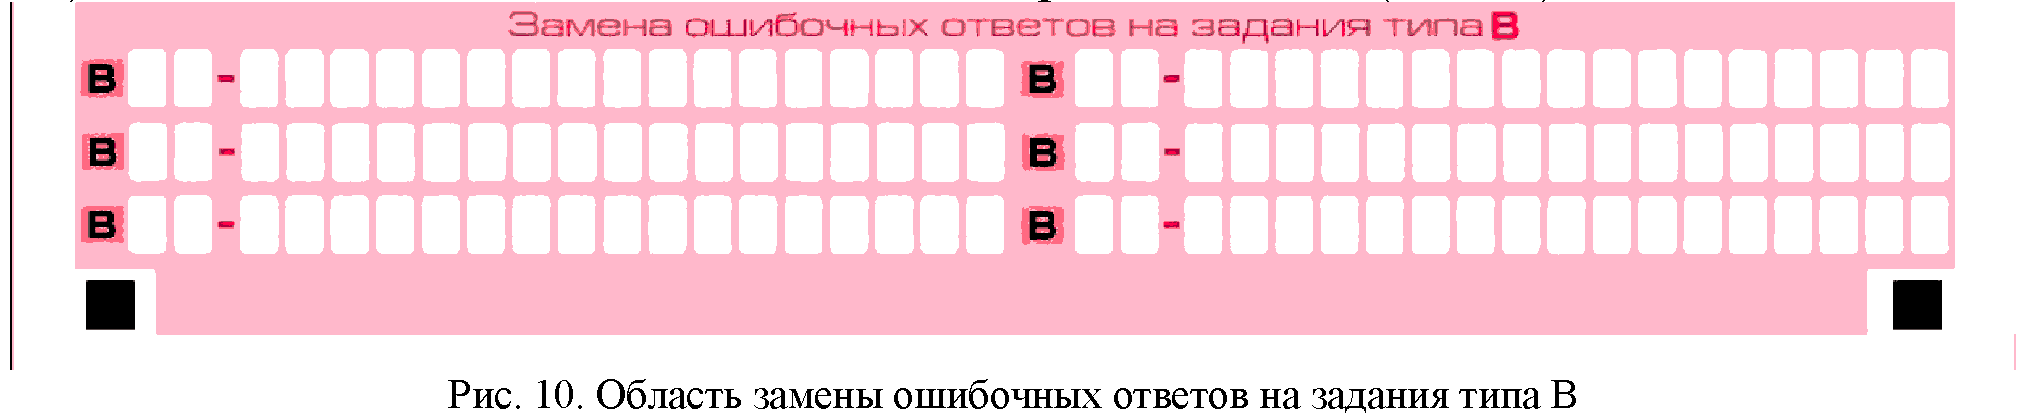 Замена ошибочных ответов на задания типа В
В - В -
В - В -
В - В -
Рис. 10. Область замены ошибочных ответов на задания типа В